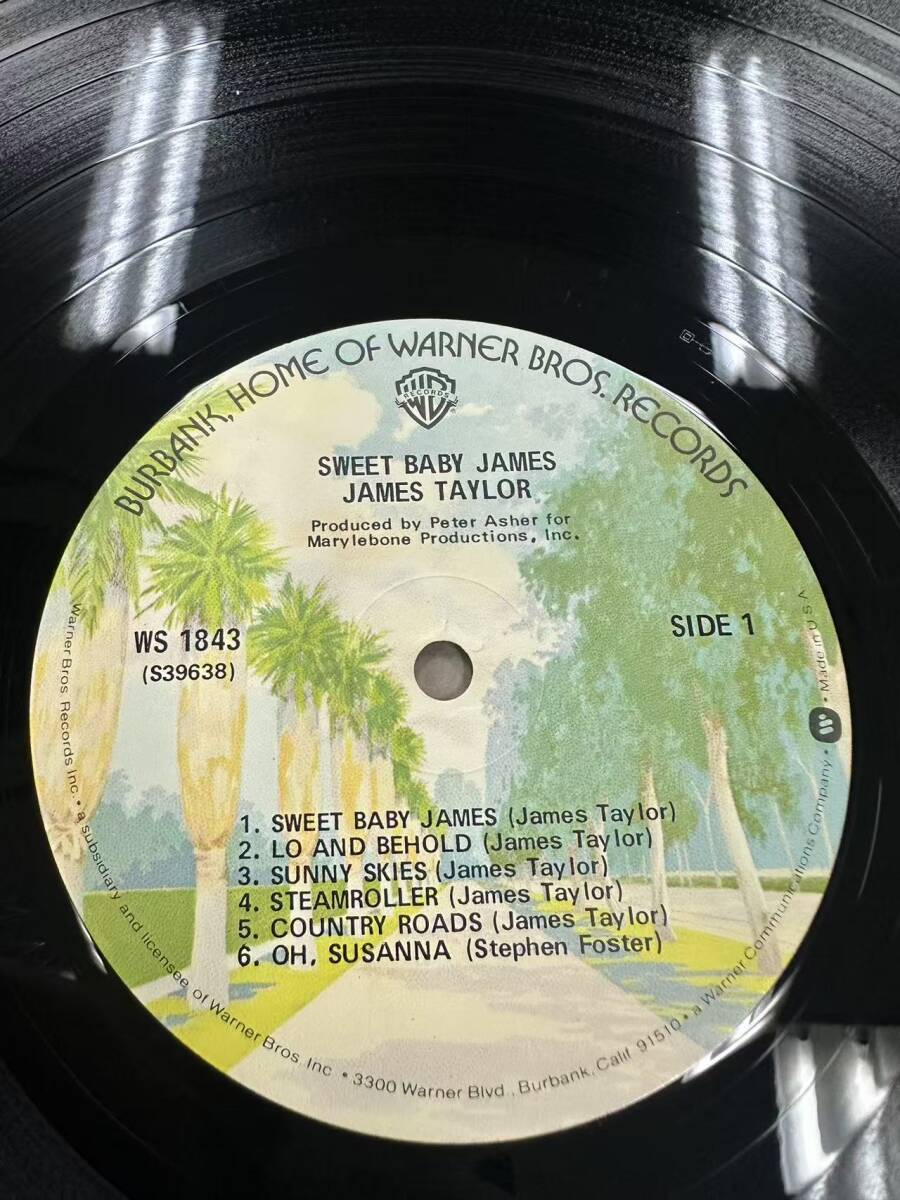 BURBANK, HOME OF WARNER BROS. RECORDS
WB
RECORDS
®
SWEET BABY JAMES
JAMES TAYLOR
Produced by Peter Asher for
Marylebone Productions, Inc.
WS 1843
(S39638)
SIDE 1
1. SWEET BABY JAMES (James Taylor)
2. LO AND BEHOLD (James Taylor)
3. SUNNY SKIES (James Taylor)
4. STEAMROLLER (James Taylor)
5. COUNTRY ROADS (James Taylor)
6. OH, SUSANNA (Stephen Foster)
Warner Bros. Records Inc. • a subsidiary and licensee of Warner Bros. Inc. • 3300 Warner Blvd., Burbank, Calif. 91510 • a Warner Communications Company • W • Made in U S A